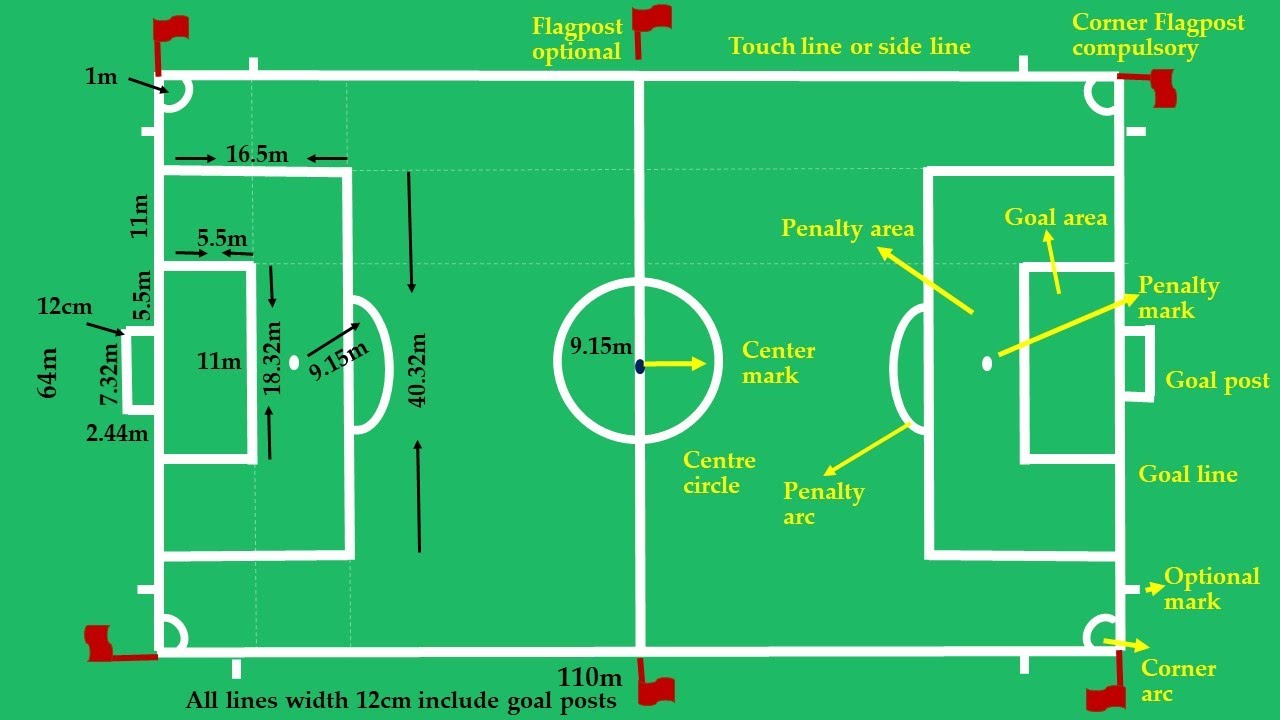 Flagpost
optional
Touch line or side line
Corner Flagpost
compulsory
1m
16.5m
11m
5.5m
5.5m
12cm
64m
7.32m
11m
18.32m
9.15m
40.32m
2.44m
9.15m
Center
mark
Centre
circle
Penalty area
Goal area
Penalty
mark
Goal post
Penalty
arc
Goal line
Optional
mark
Corner
arc
110m
All lines width 12cm include goal posts